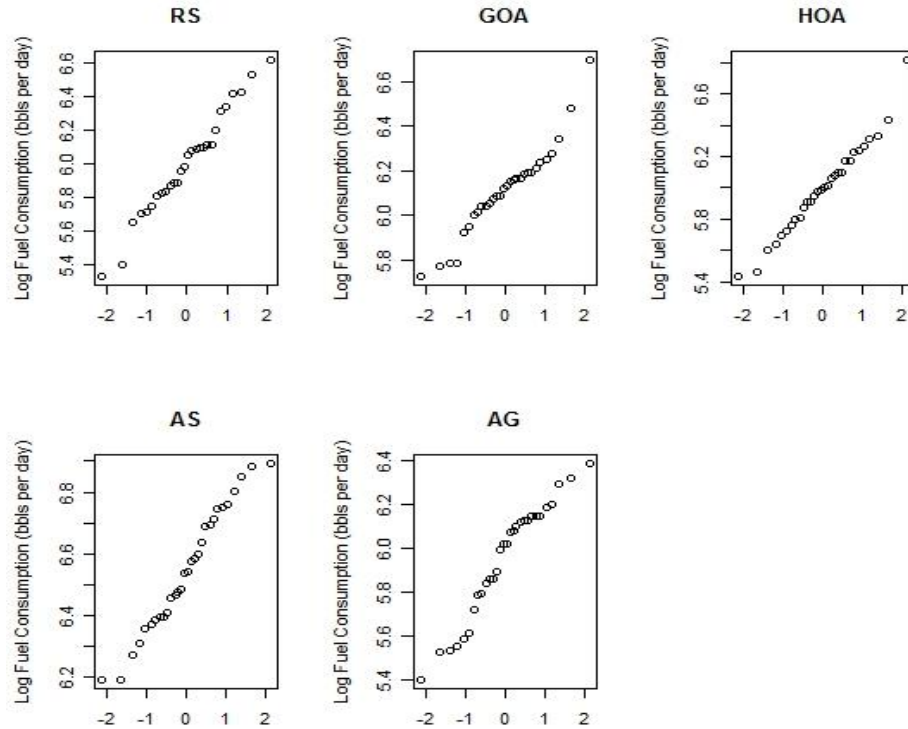 RS
Log Fuel Consumption (bbls per day)
5.4 5.6 5.8 6.0 6.2 6.4 6.6
-2 -1 0 1 2
GOA
Log Fuel Consumption (bbls per day)
5.8 6.0 6.2 6.4 6.6
-2 -1 0 1 2
HOA
Log Fuel Consumption (bbls per day)
5.4 5.8 6.2 6.6
-2 -1 0 1 2
AS
Log Fuel Consumption (bbls per day)
6.2 6.4 6.6 6.8
-2 -1 0 1 2
AG
Log Fuel Consumption (bbls per day)
5.4 5.6 5.8 6.0 6.2 6.4
-2 -1 0 1 2